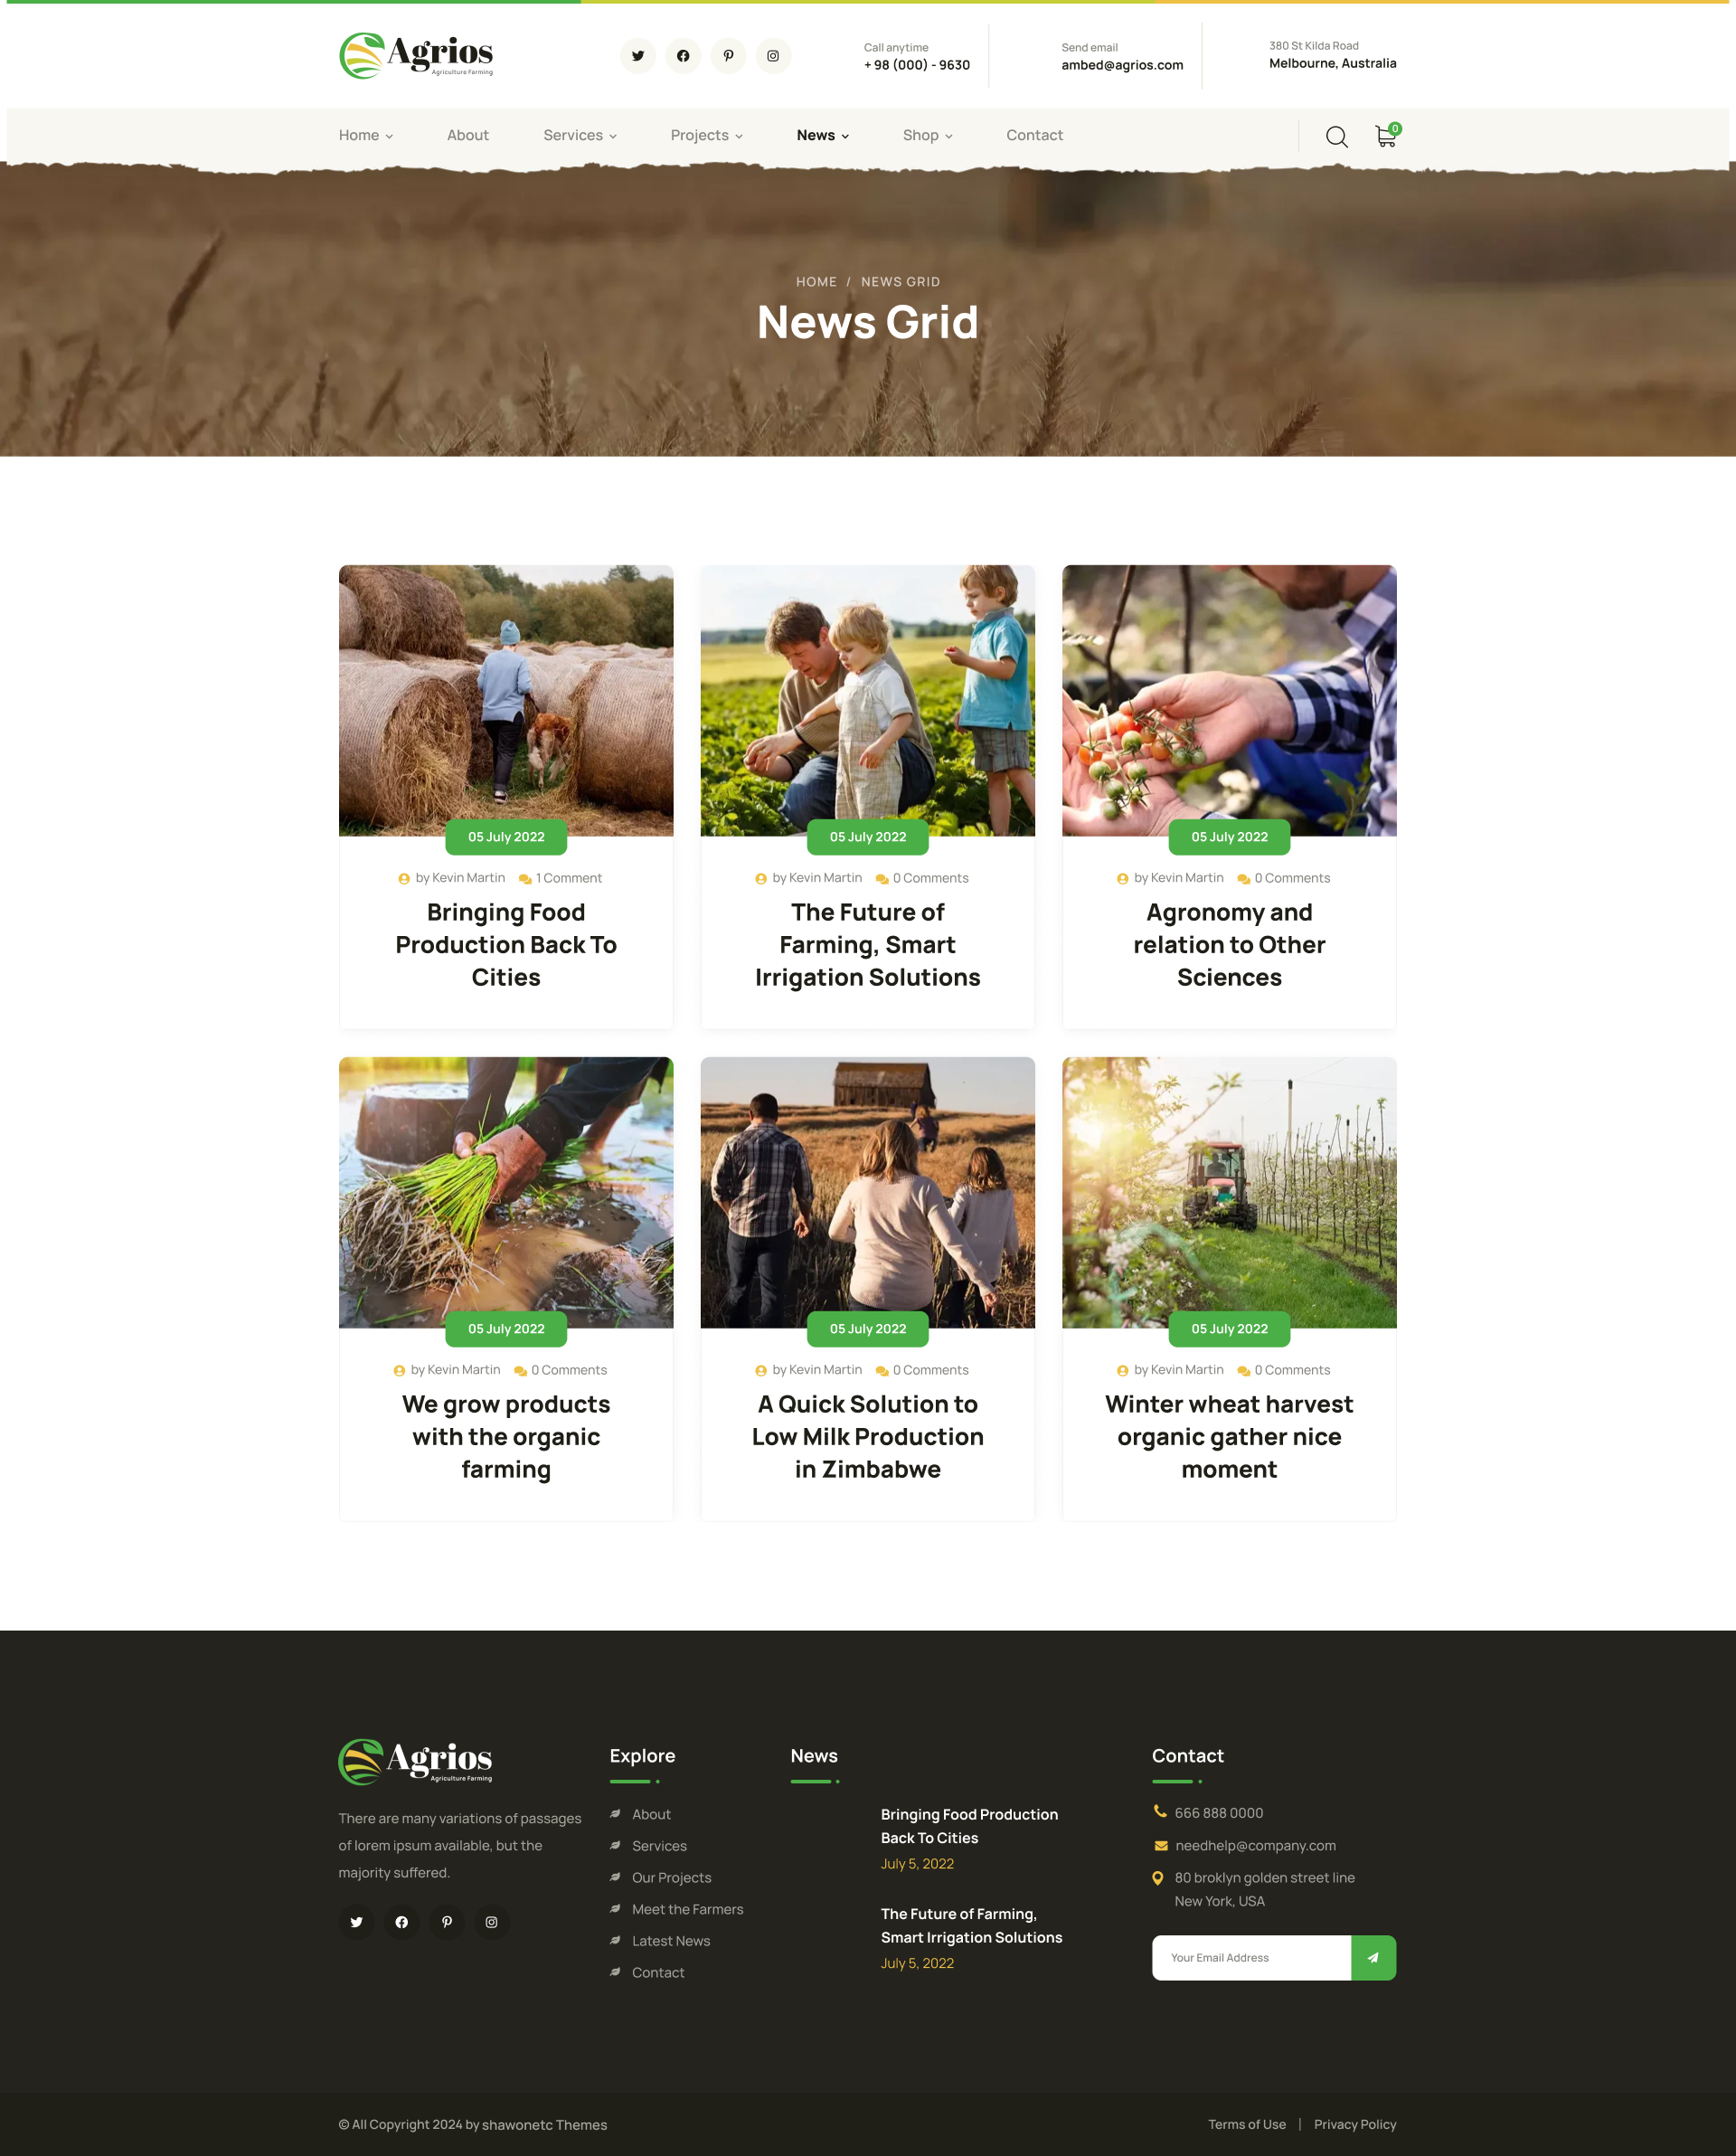 Agrios
Agriculture Farming
Call anytime
+ 98 (000) - 9630
Send email
ambed@agrios.com
380 St Kilda Road
Melbourne, Australia
Home
About
Services
Projects
News
Shop
Contact
0
HOME / NEWS GRID
News Grid
05 July 2022
by Kevin Martin 1 Comment
Bringing Food
Production Back To
Cities
05 July 2022
by Kevin Martin 0 Comments
The Future of
Farming, Smart
Irrigation Solutions
05 July 2022
by Kevin Martin 0 Comments
Agronomy and
relation to Other
Sciences
05 July 2022
by Kevin Martin 0 Comments
We grow products
with the organic
farming
05 July 2022
by Kevin Martin 0 Comments
A Quick Solution to
Low Milk Production
in Zimbabwe
05 July 2022
by Kevin Martin 0 Comments
Winter wheat harvest
organic gather nice
moment
Agrios
Agriculture Farming
There are many variations of passages
of lorem ipsum available, but the
majority suffered.
Explore
About
Services
Our Projects
Meet the Farmers
Latest News
Contact
News
Bringing Food Production
Back To Cities
July 5, 2022
The Future of Farming,
Smart Irrigation Solutions
July 5, 2022
Contact
666 888 0000
needhelp@company.com
80 broklyn golden street line
New York, USA
Your Email Address
© All Copyright 2024 by shawonetc Themes
Terms of Use | Privacy Policy